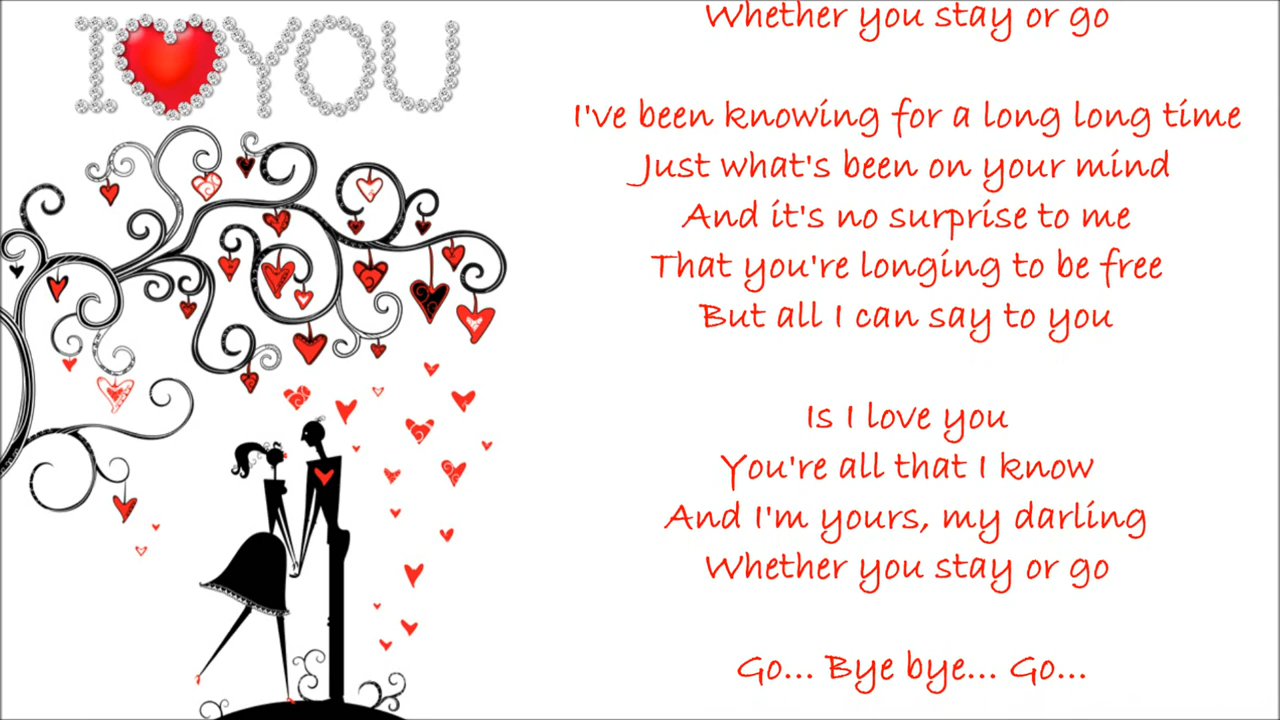 I ♥ YOU
Whether you stay or go
I've been knowing for a long long time
Just what's been on your mind
And it's no surprise to me
That you're longing to be free
But all I can say to you
Is I love you
You're all that I know
And I'm yours, my darling
Whether you stay or go
Go... Bye bye... Go...